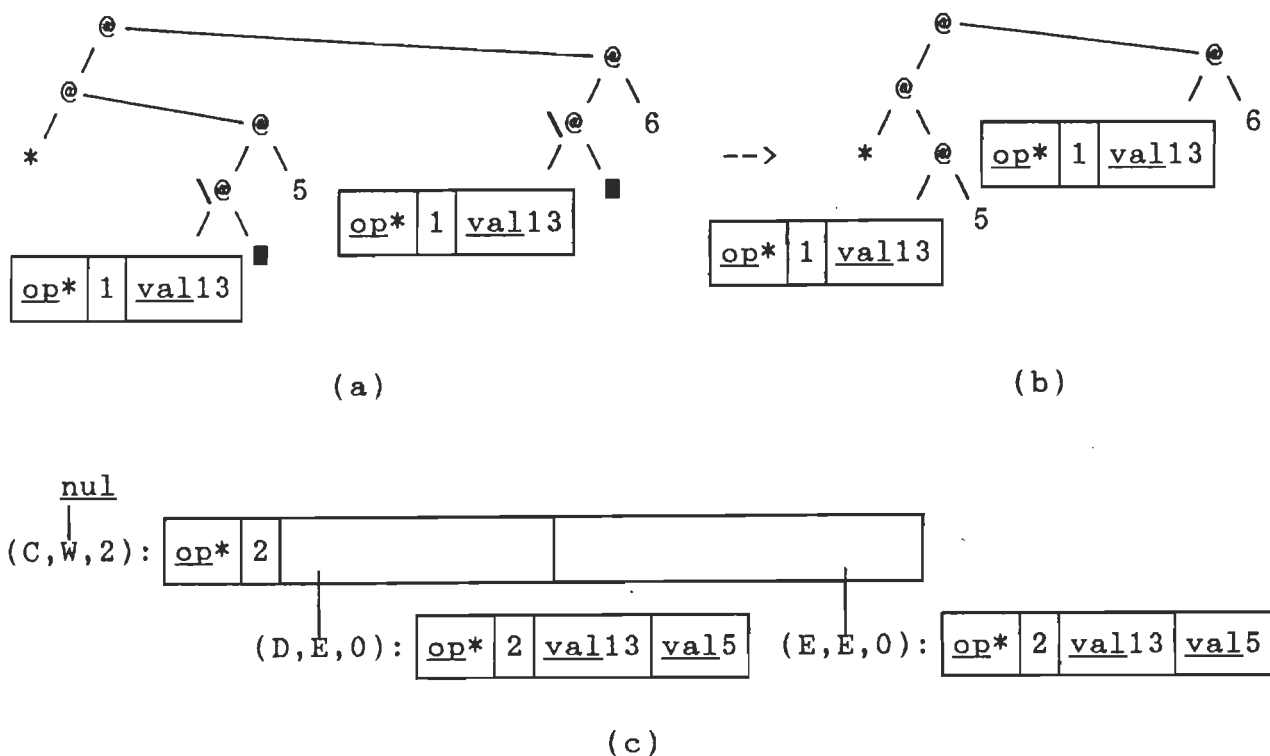 @ @
@ @
@ \@ 6
* --> * @ 6
\@ 5 op* 1 val13 op* 1 val13
5
op* 1 val13 op* 1 val13
(a) (b)
nul
(C,W,2): op* 2
(D,E,0): op* 2 val13 val5 (E,E,0): op* 2 val13 val5
(c)